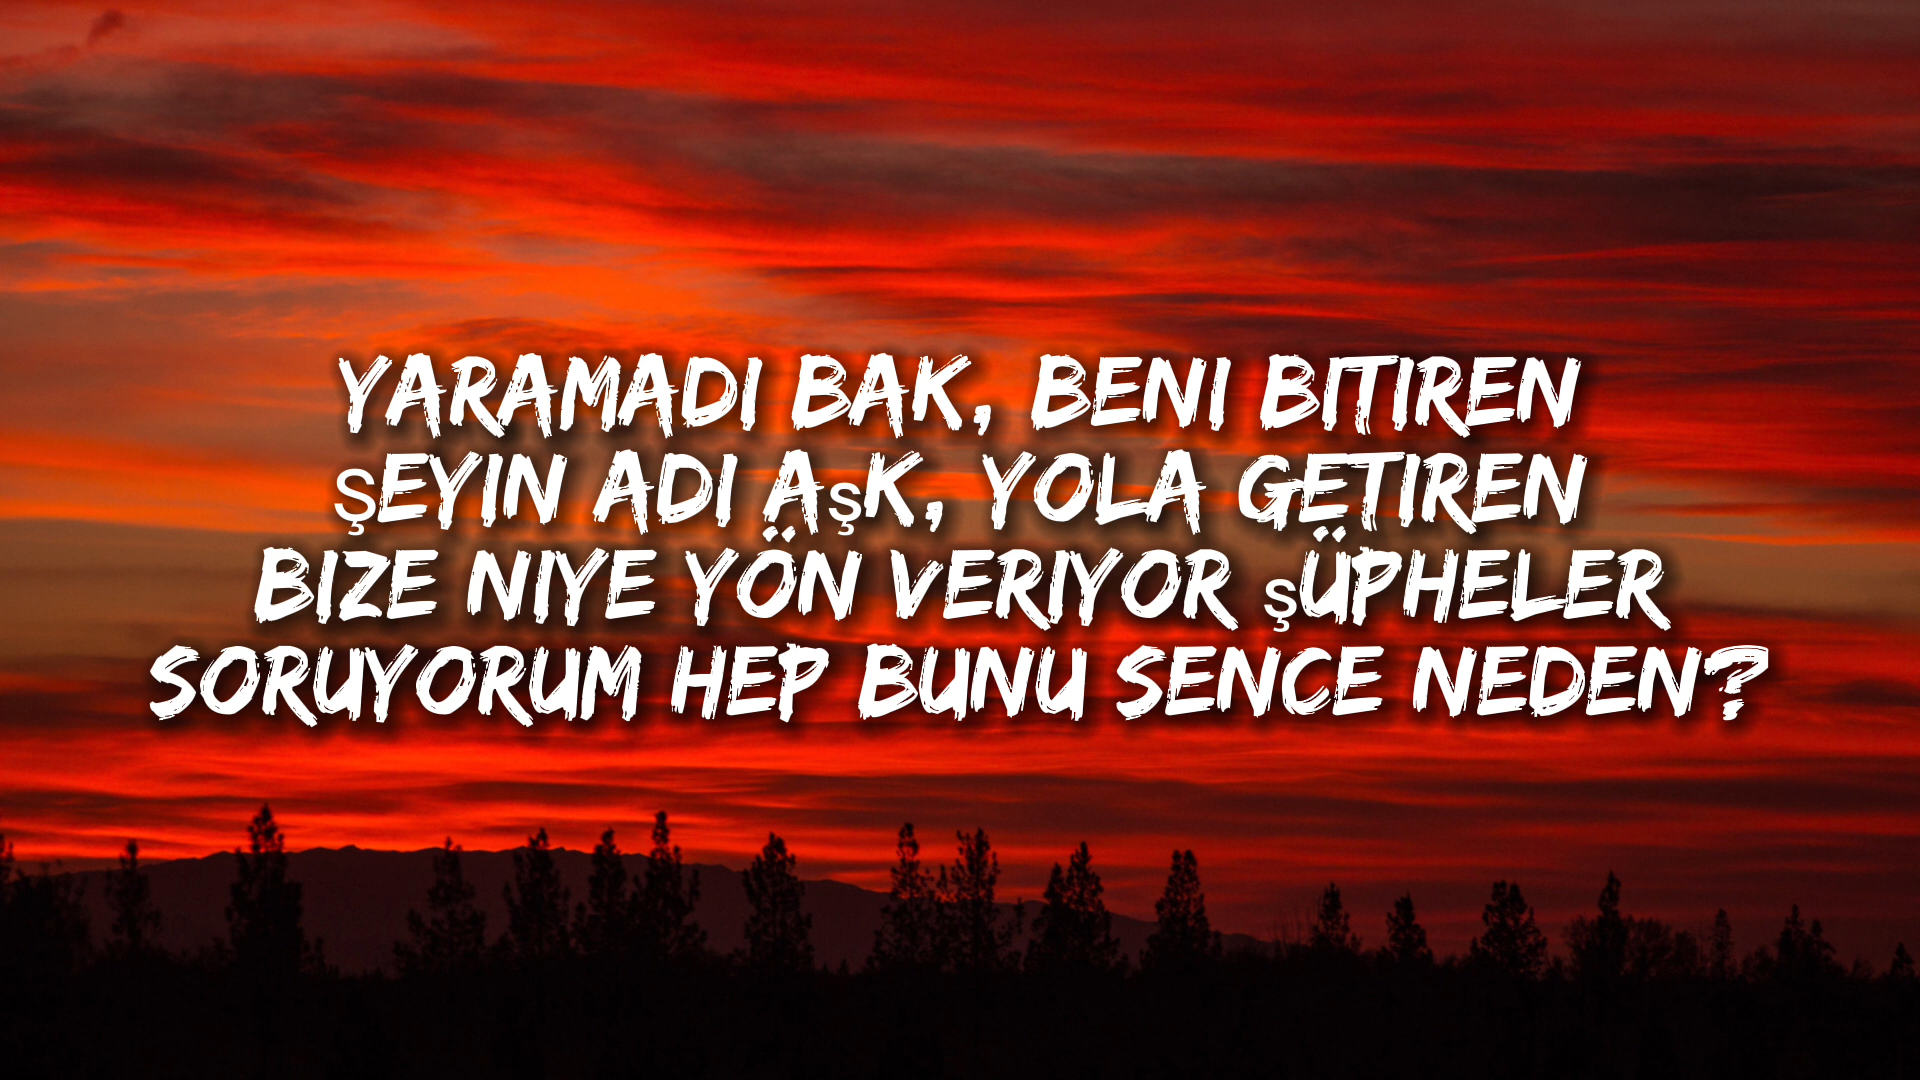 YARAMADI BAK, BENI BITIREN
ŞEYIN ADI AŞK, YOLA GETIREN
BIZE NIYE YÖN VERIYOR ŞÜPHELER
SORUYORUM HEP BUNU SENCE NEDEN?